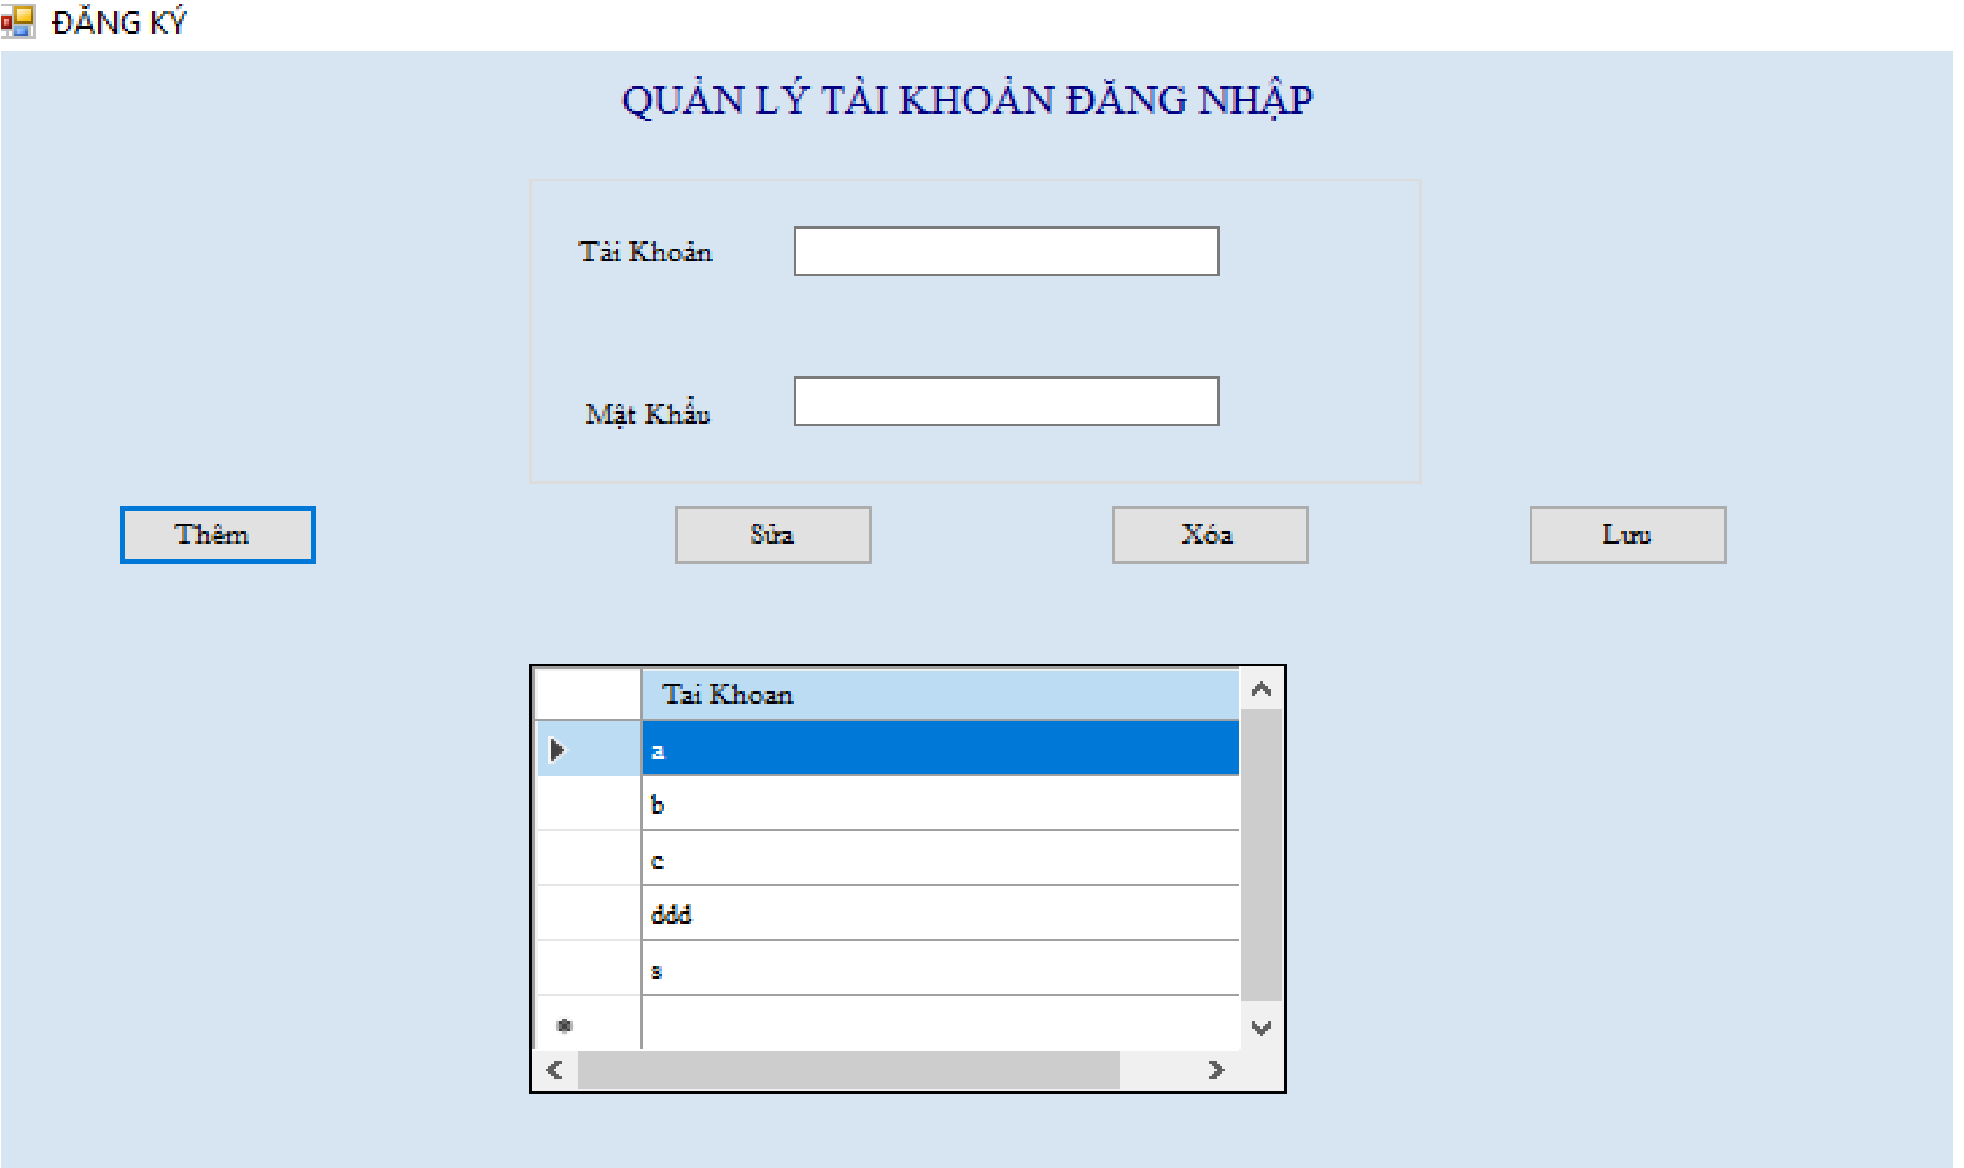 ĐĂNG KÝ
QUẢN LÝ TÀI KHOẢN ĐĂNG NHẬP
Tài Khoản
Mật Khẩu
Thêm Sửa Xóa Lưu
Tai Khoan
a
b
c
ddd
s